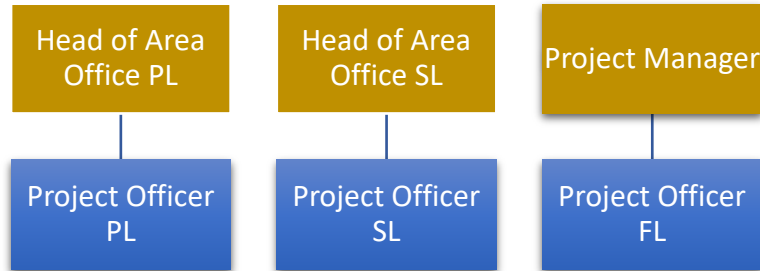 Head of Area
Office PL
Head of Area
Office SL
Project Manager
Project Officer
PL
Project Officer
SL
Project Officer
FL